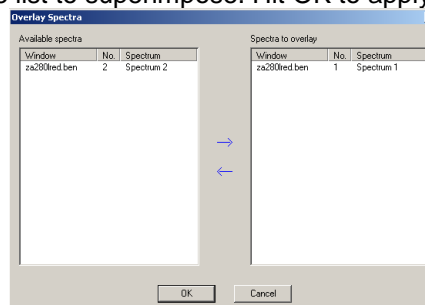 list to superimpose. Hit OK to apply
Overlay Spectra
Available spectra
Spectra to overlay
Window No. Spectrum
za280lred.ben 2 Spectrum 2
Window No. Spectrum
za280lred.ben 1 Spectrum 1
OK Cancel